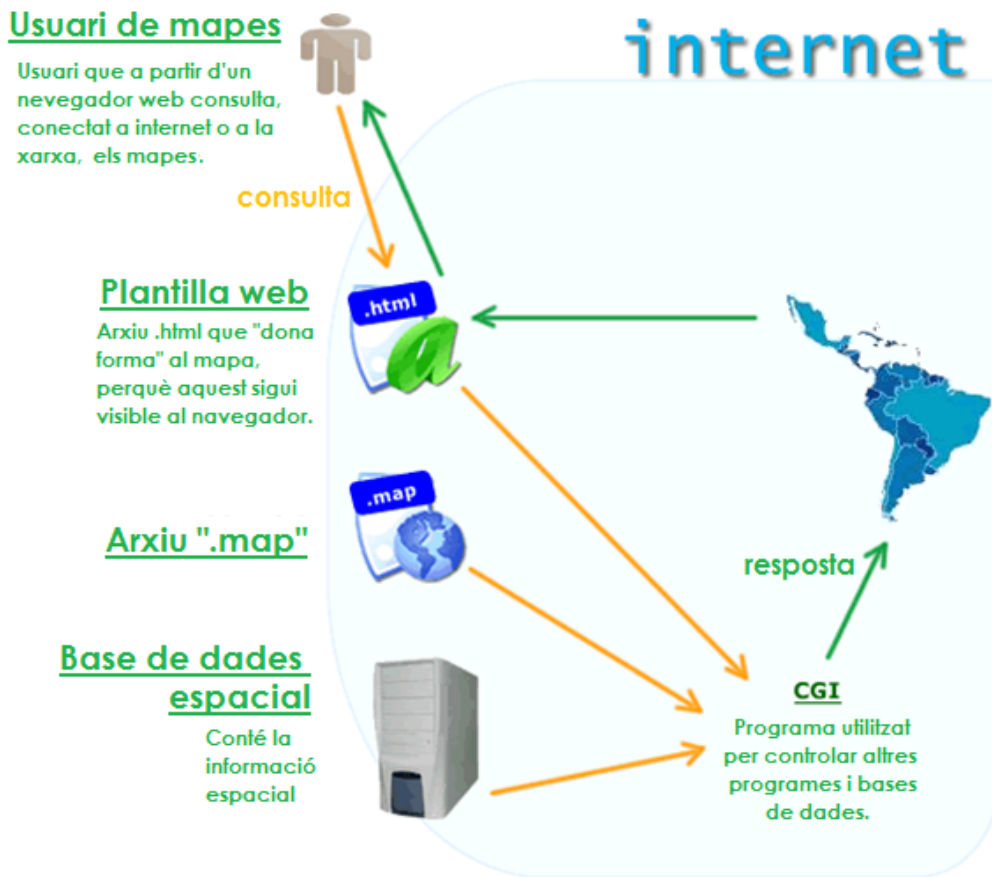 Usuari de mapes
Usuari que a partir d'un
nevegador web consulta,
conectat a internet o a la
xarxa, els mapes.
internet
consulta
Plantilla web
Arxiu .html que "dona
forma" al mapa,
perquè aquest sigui
visible al navegador.
.html
a
Arxiu ".map"
.map
resposta
Base de dades
espacial
Conté la
informació
espacial
CGI
Programa utilitzat
per controlar altres
programes i bases
de dades.